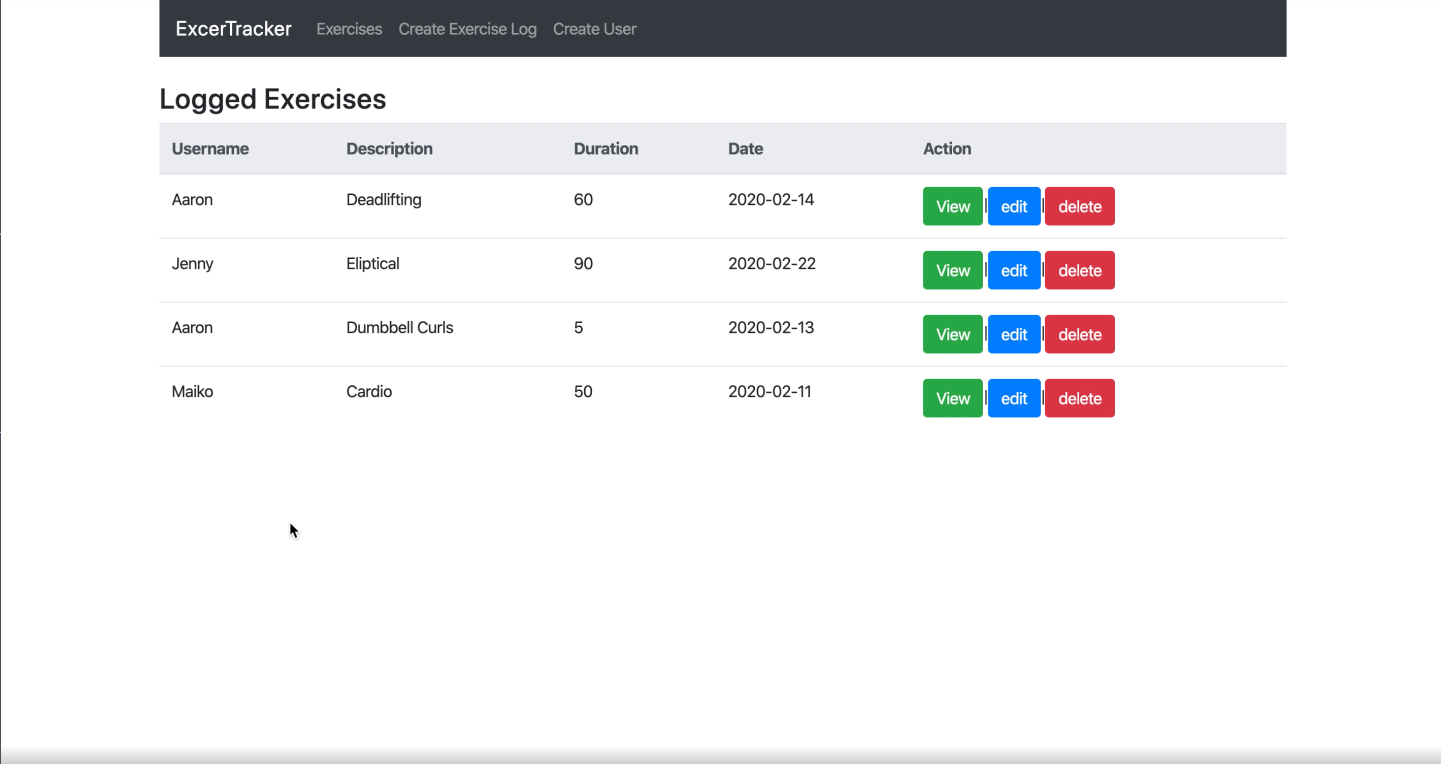 ExcerTracker Exercises Create Exercise Log Create User
Logged Exercises
Username Description Duration Date Action
Aaron Deadlifting 60 2020-02-14 View | edit | delete
Jenny Eliptical 90 2020-02-22 View | edit | delete
Aaron Dumbbell Curls 5 2020-02-13 View | edit | delete
Maiko Cardio 50 2020-02-11 View | edit | delete